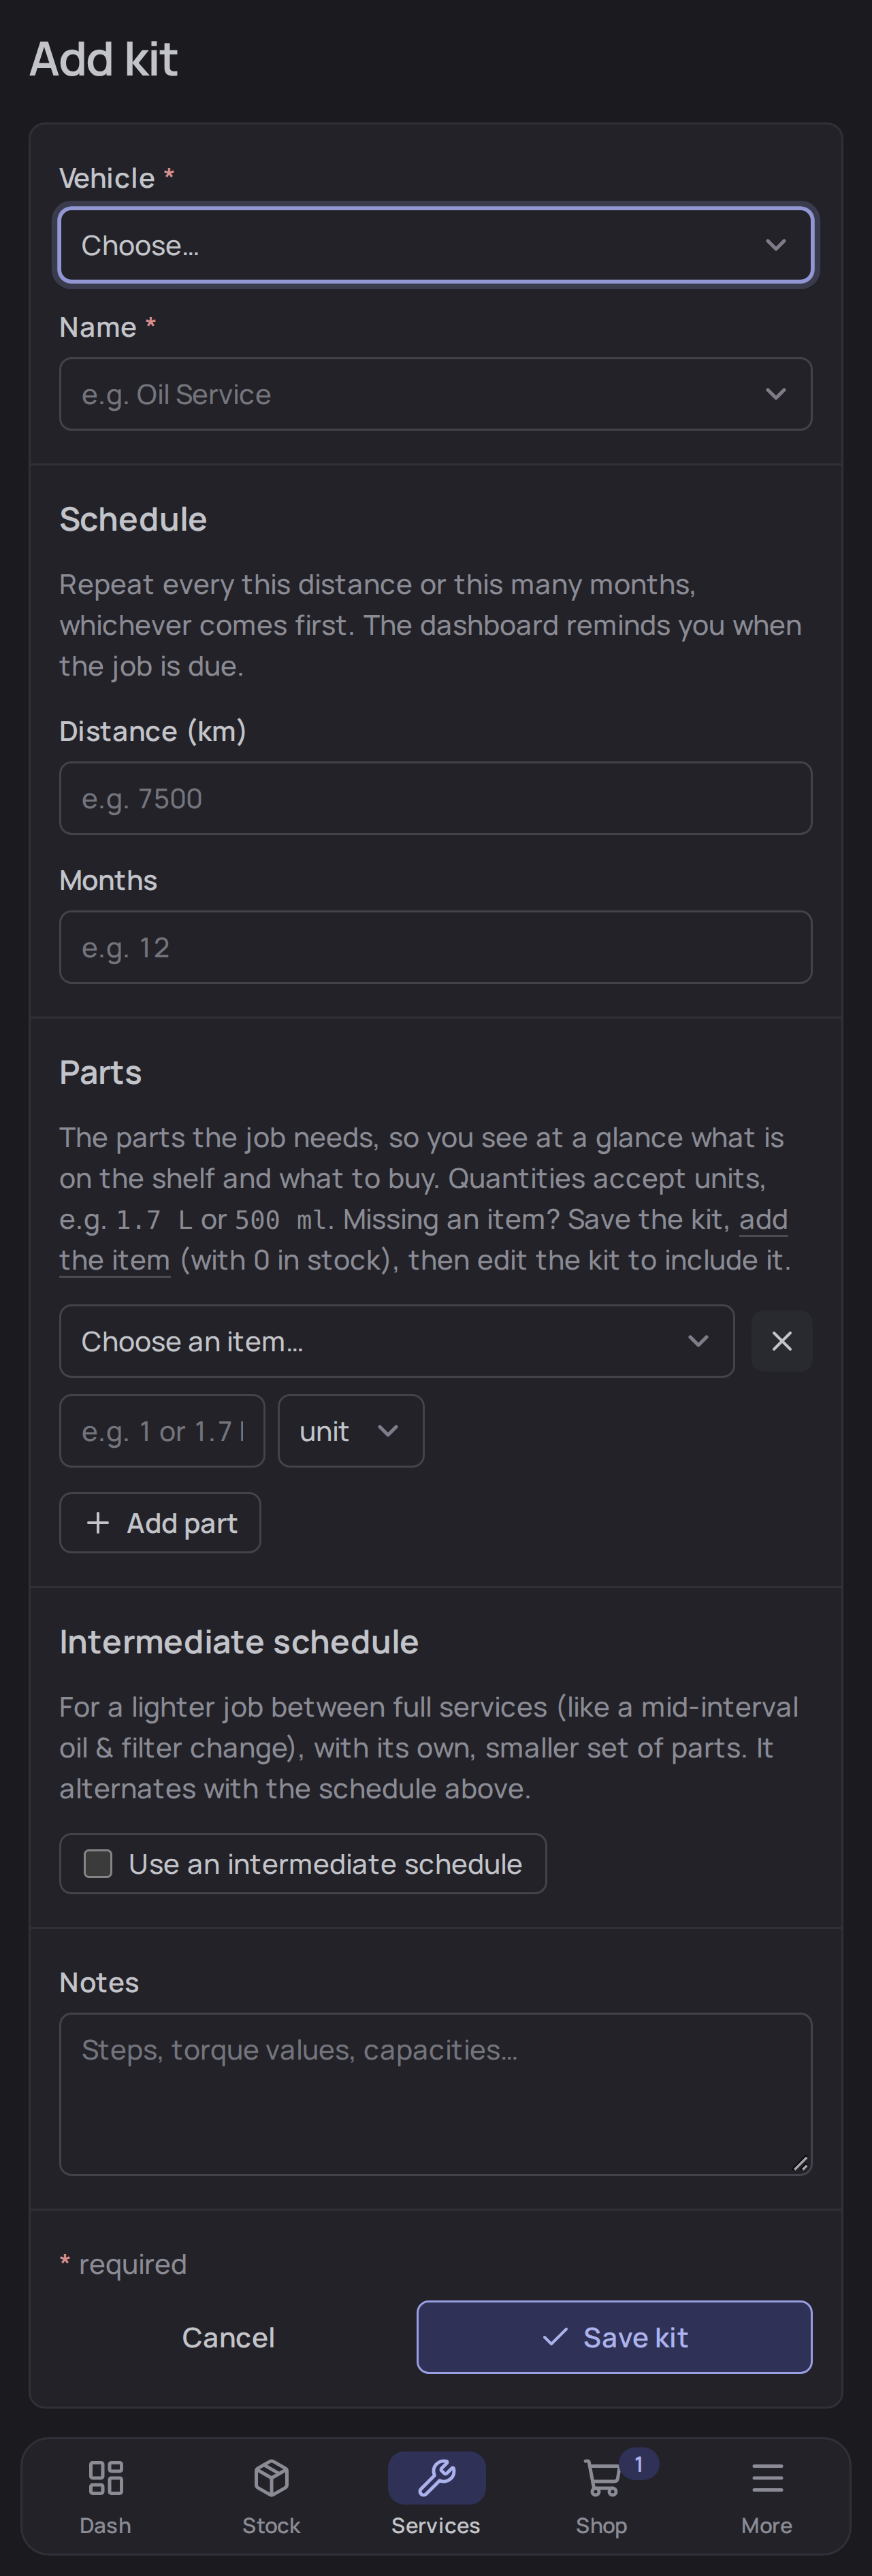 Add kit
Vehicle *
Choose...
Name *
e.g. Oil Service
Schedule
Repeat every this distance or this many months,
whichever comes first. The dashboard reminds you when
the job is due.
Distance (km)
e.g. 7500
Months
e.g. 12
Parts
The parts the job needs, so you see at a glance what is
on the shelf and what to buy. Quantities accept units,
e.g. 1.7 L or 500 ml. Missing an item? Save the kit, add
the item (with 0 in stock), then edit the kit to include it.
Choose an item...
e.g. 1 or 1.7
unit
Add part
Intermediate schedule
For a lighter job between full services (like a mid-interval
oil & filter change), with its own, smaller set of parts. It
alternates with the schedule above.
Use an intermediate schedule
Notes
Steps, torque values, capacities...
* required
Cancel
Save kit
1
Dash
Stock
Services
Shop
More